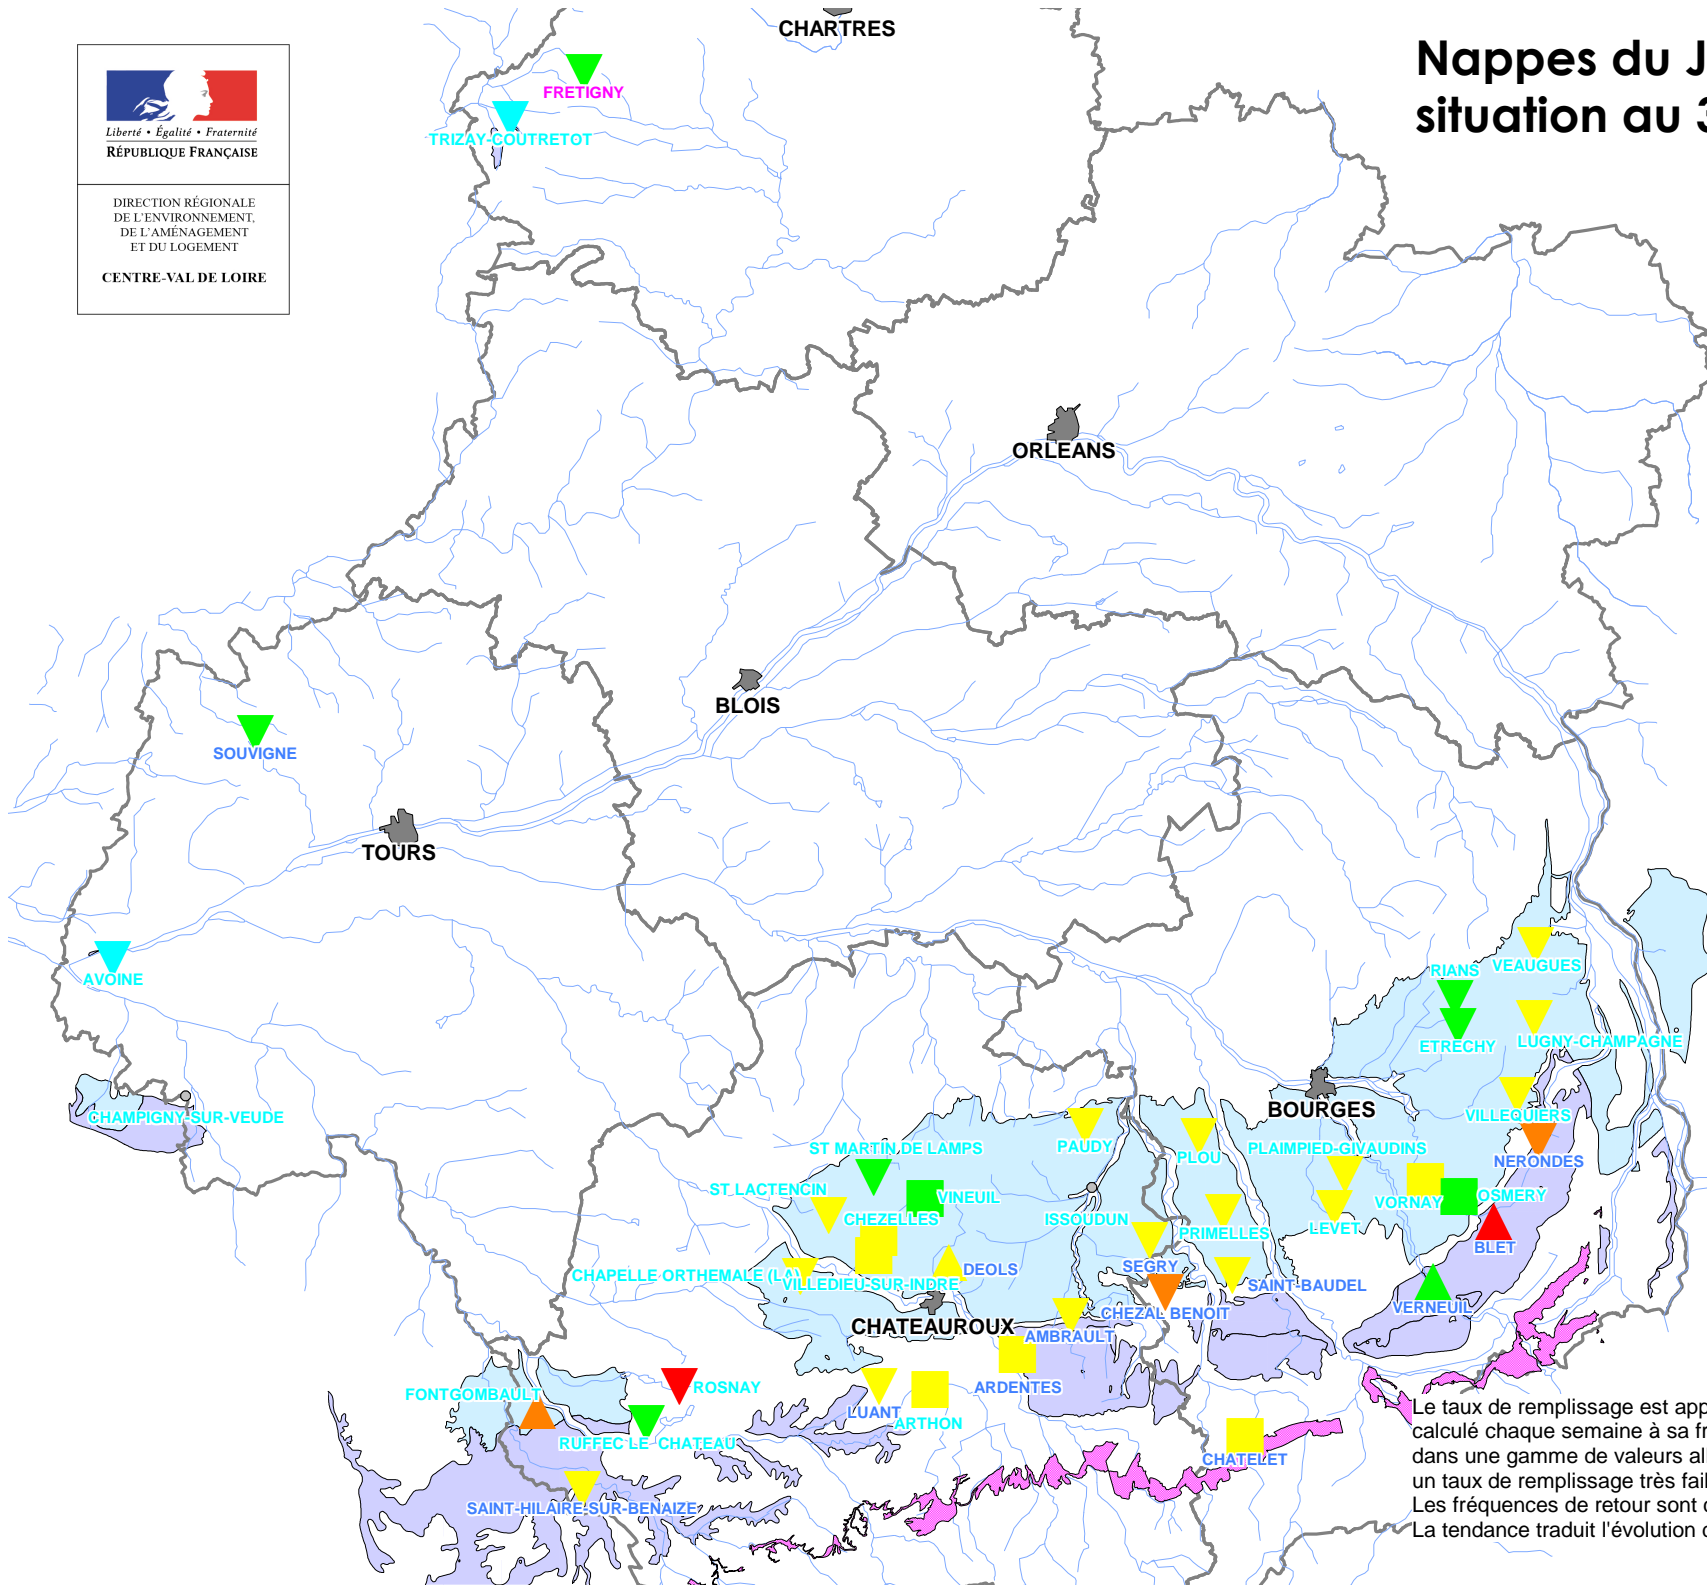 CHARTRES
Nappes du J
situation au 3
Liberté • Égalité • Fraternité
RÉPUBLIQUE FRANÇAISE
DIRECTION RÉGIONALE
DE L'ENVIRONNEMENT,
DE L'AMÉNAGEMENT
ET DU LOGEMENT
CENTRE-VAL DE LOIRE
FRETIGNY
TRIZAY-COUTRETOT
ORLEANS
BLOIS
SOUVIGNE
TOURS
AVOINE
CHAMPIGNY-SUR-VEUDE
RIANS
VEAUGUES
ETRECHY
LUGNY-CHAMPAGNE
BOURGES
VILLEQUIERS
ST MARTIN DE LAMPS
PAUDY
PLOU
PLAIMPIED-GIVAUDINS
NERONDES
ST LACTENCIN
VINEUIL
VORNAY
OSMERY
CHEZELLES
ISSOUDUN
PRIMELLES
LEVET
BLET
CHAPELLE ORTHEMALE (LA)
VILLEDIEU-SUR-INDRE
DEOLS
SEGRY
SAINT-BAUDEL
CHEZAL BENOIT
VERNEUIL
CHATEAUROUX
AMBRAULT
FONTGOMBAULT
ROSNAY
ARDENTES
LUANT
ARTHON
RUFFEC LE CHATEAU
CHATELET
SAINT-HILAIRE-SUR-BENAIZE
Le taux de remplissage est app
calculé chaque semaine à sa fr
dans une gamme de valeurs all
un taux de remplissage très fail
Les fréquences de retour sont c
La tendance traduit l'évolution d